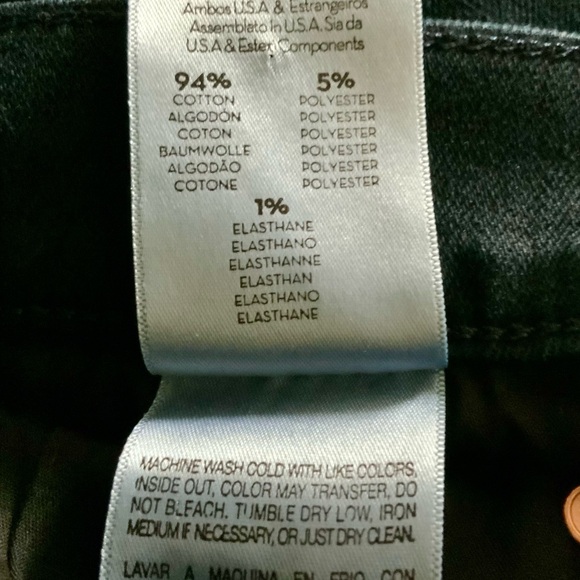 Ambos U.S.A & Estrangeiros
Assemblato in U.S.A. Sia da
U.S.A & Ester Components
94% 5%
COTTON POLYESTER
ALGODÓN POLYESTER
COTON POLYESTER
BAUMWOLLE POLYESTER
ALGODÃO POLYESTER
COTONE POLYESTER
1%
ELASTHANE
ELASTHANO
ELASTHANNE
ELASTHAN
ELASTHANO
ELASTHANE
MACHINE WASH COLD WITH LIKE COLORS,
INSIDE OUT, COLOR MAY TRANSFER, DO
NOT BLEACH. TUMBLE DRY LOW, IRON
MEDIUM IF NECESSARY, OR JUST DRY CLEAN.
LAVAR A MAQUINA EN FRIO CON